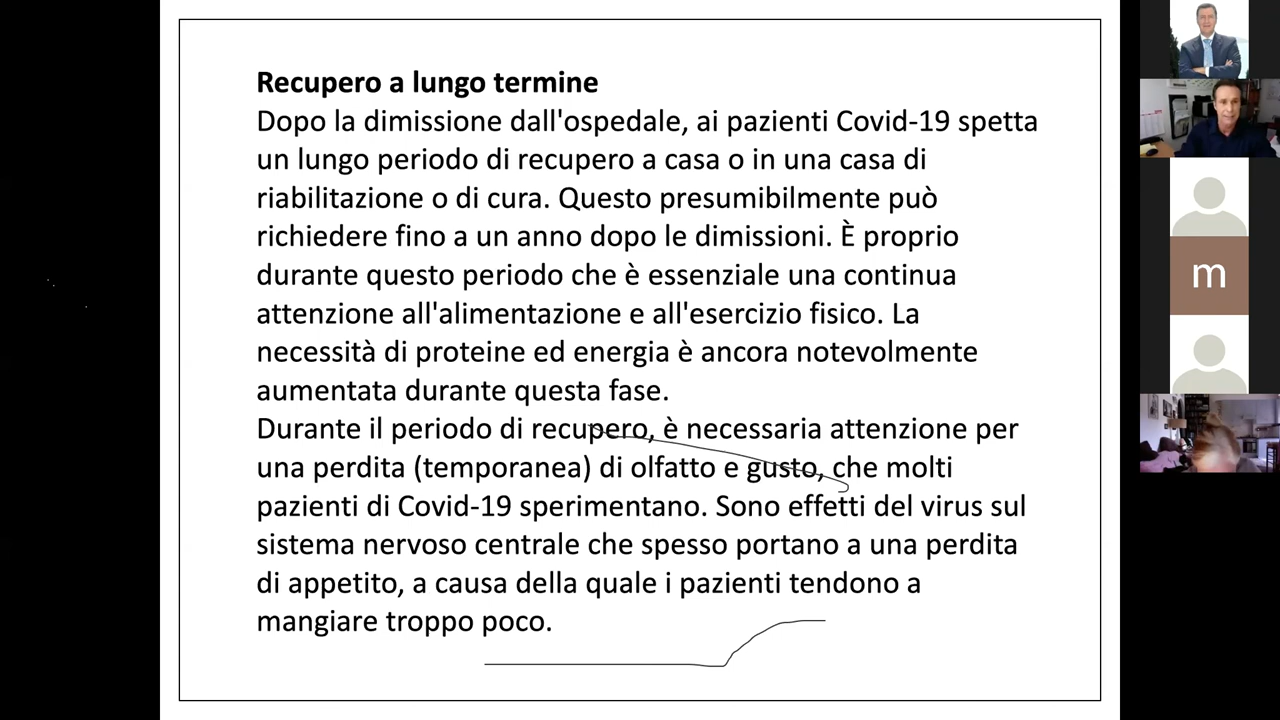 Recupero a lungo termine
Dopo la dimissione dall'ospedale, ai pazienti Covid-19 spetta
un lungo periodo di recupero a casa o in una casa di
riabilitazione o di cura. Questo presumibilmente può
richiedere fino a un anno dopo le dimissioni. È proprio
durante questo periodo che è essenziale una continua
attenzione all'alimentazione e all'esercizio fisico. La
necessità di proteine ed energia è ancora notevolmente
aumentata durante questa fase.
Durante il periodo di recupero, è necessaria attenzione per
una perdita (temporanea) di olfatto e gusto, che molti
pazienti di Covid-19 sperimentano. Sono effetti del virus sul
sistema nervoso centrale che spesso portano a una perdita
di appetito, a causa della quale i pazienti tendono a
mangiare troppo poco.
m